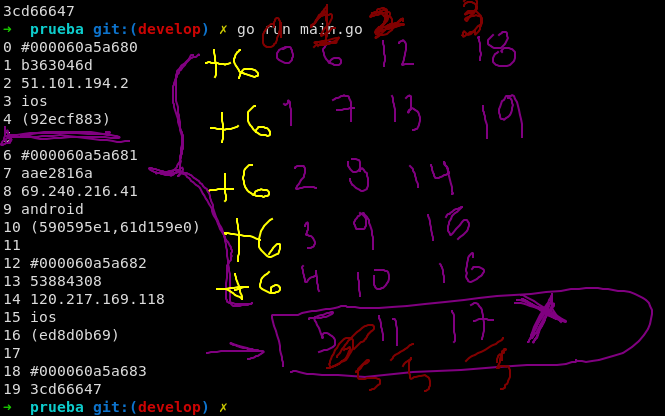 3cd66647
➜ prueba git:(develop) ✗ go run main.go
0 #000060a5a680
1 b363046d
2 51.101.194.2
3 ios
4 (92ecf883)
5
6 #000060a5a681
7 aae2816a
8 69.240.216.41
9 android
10 (590595e1,61d159e0)
11
12 #000060a5a682
13 53884308
14 120.217.169.118
15 ios
16 (ed8d0b69)
17
18 #000060a5a683
19 3cd66647
➜ prueba git:(develop) ✗
0 1 2 3
+6 0 6 12 18
+6 1 7 13 19
+6 2 8 14
+6 3 9 15
+6 4 10 16
5 11 17
5 5 5